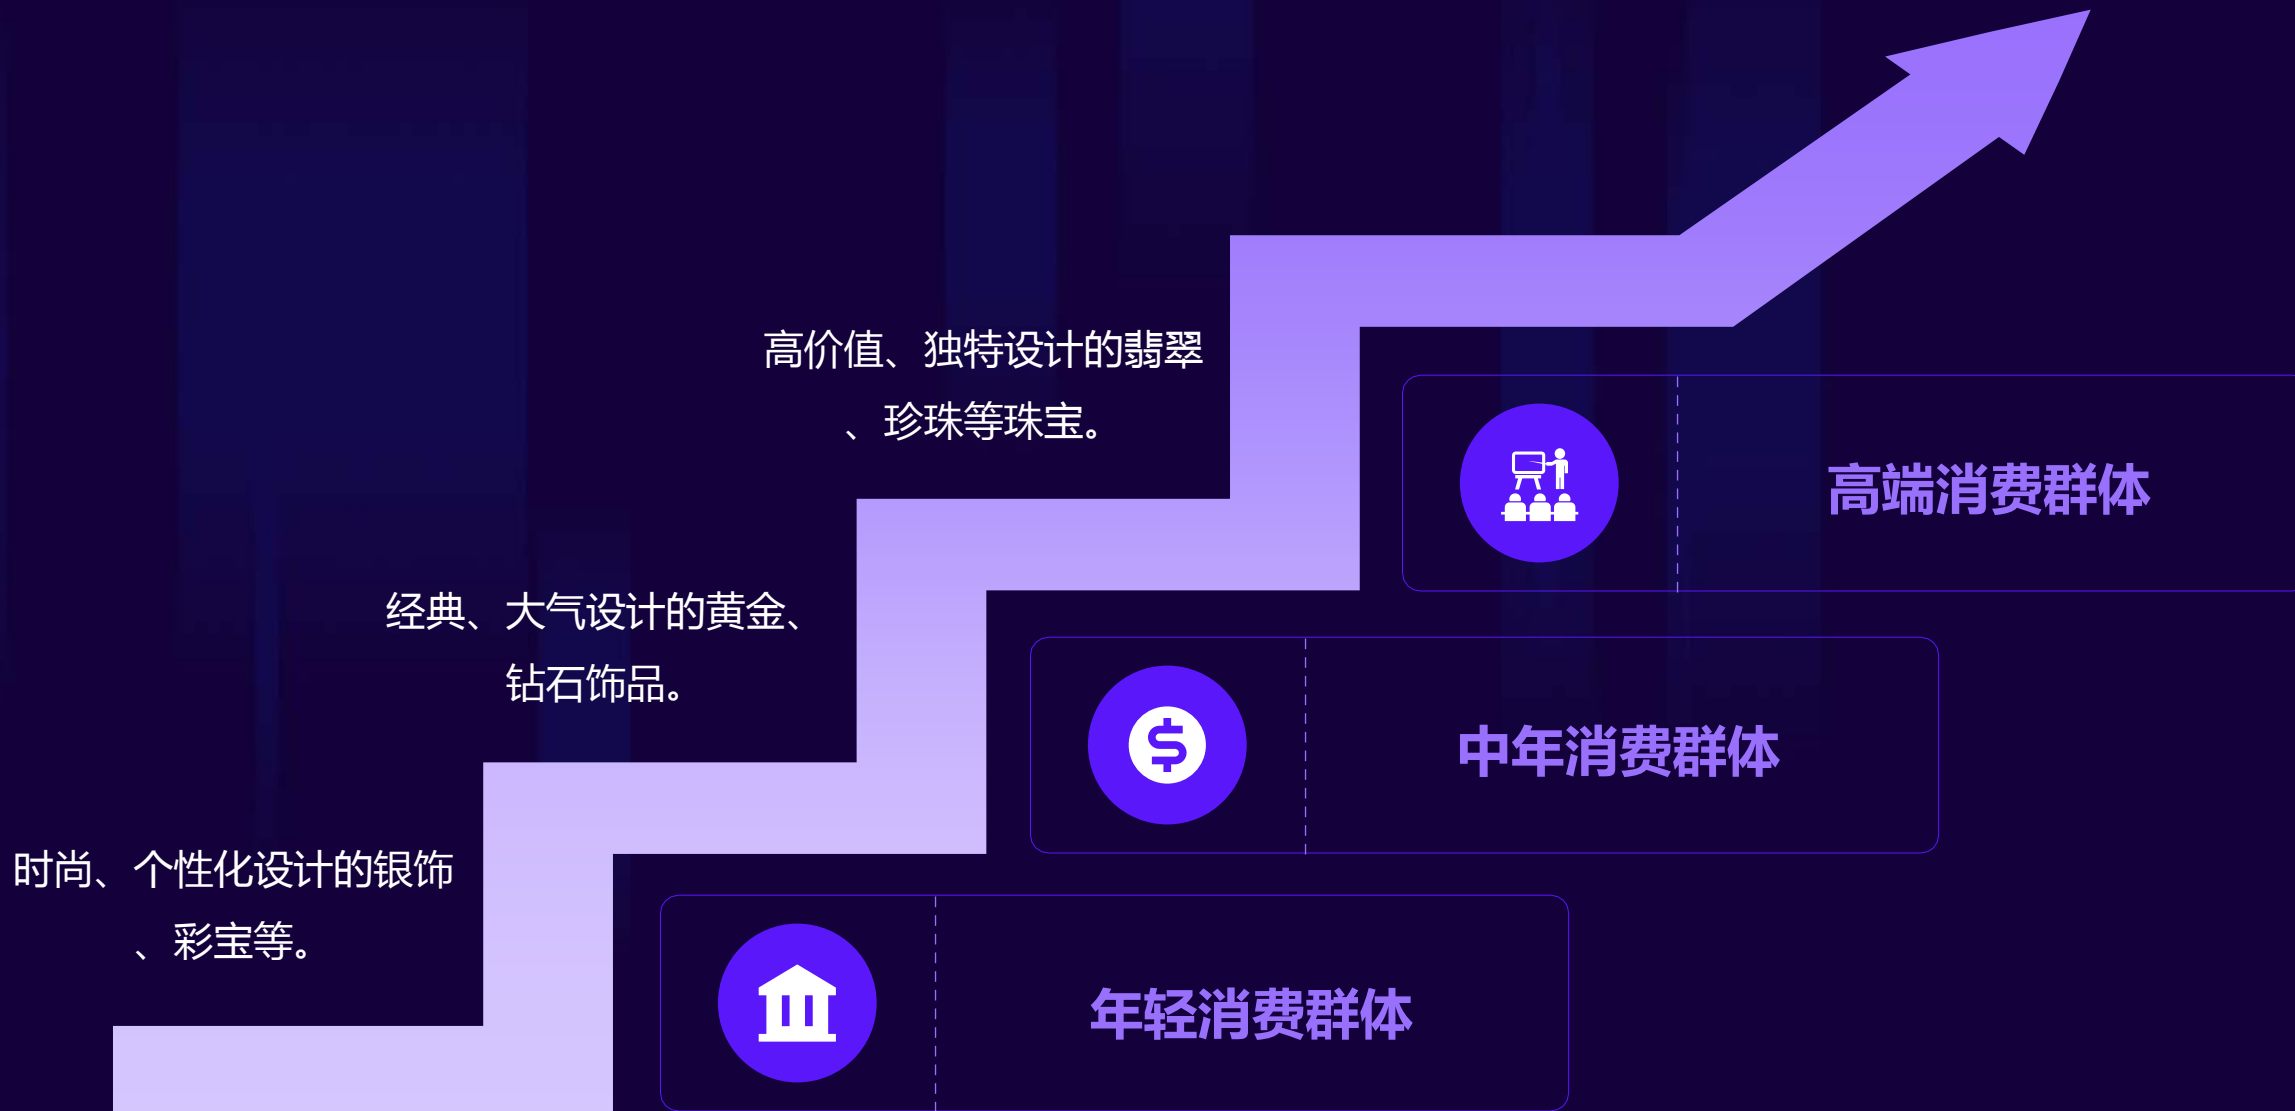 高价值、独特设计的翡翠
、珍珠等珠宝。
高端消费群体
经典、大气设计的黄金、
钻石饰品。
中年消费群体
时尚、个性化设计的银饰
、彩宝等。
年轻消费群体